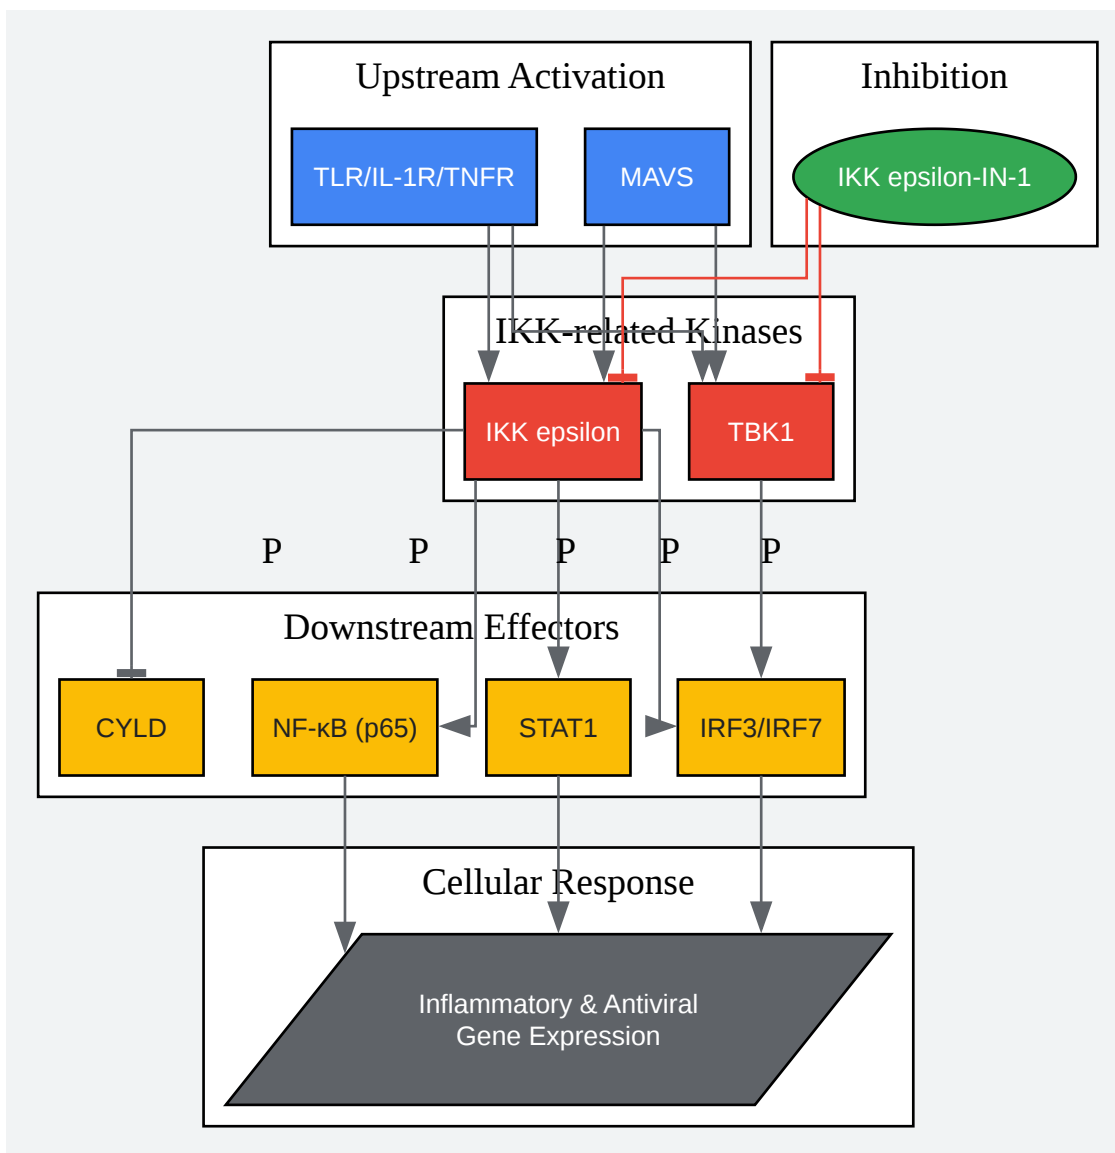 Upstream Activation
Inhibition
TLR/IL-1R/TNFR
MAVS
IKK epsilon-IN-1
IKK-related Kinases
IKK epsilon
TBK1
P P P P P
Downstream Effectors
CYLD
NF-κB (p65)
STAT1
IRF3/IRF7
Cellular Response
Inflammatory & Antiviral
Gene Expression